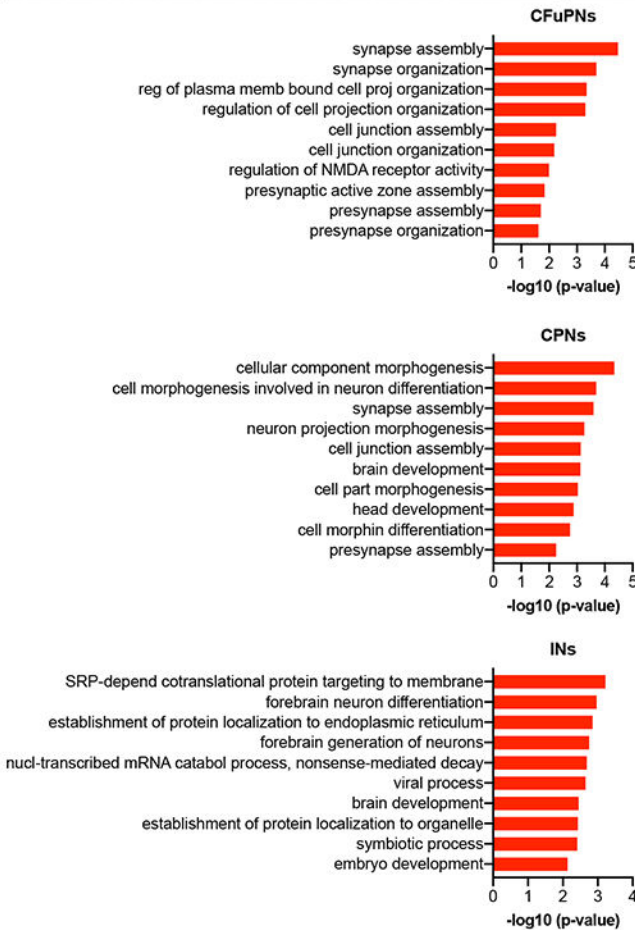 CFuPNs
synapse assembly
synapse organization
reg of plasma memb bound cell proj organization
regulation of cell projection organization
cell junction assembly
cell junction organization
regulation of NMDA receptor activity
presynaptic active zone assembly
presynapse assembly
presynapse organization
0 1 2 3 4 5
-log10 (p-value)
CPNs
cellular component morphogenesis
cell morphogenesis involved in neuron differentiation
synapse assembly
neuron projection morphogenesis
cell junction assembly
brain development
cell part morphogenesis
head development
cell morphin differentiation
presynapse assembly
0 1 2 3 4 5
-log10 (p-value)
INs
SRP-depend cotranslational protein targeting to membrane
forebrain neuron differentiation
establishment of protein localization to endoplasmic reticulum
forebrain generation of neurons
nucl-transcribed mRNA catabol process, nonsense-mediated decay
viral process
brain development
establishment of protein localization to organelle
symbiotic process
embryo development
0 1 2 3 4
-log10 (p-value)